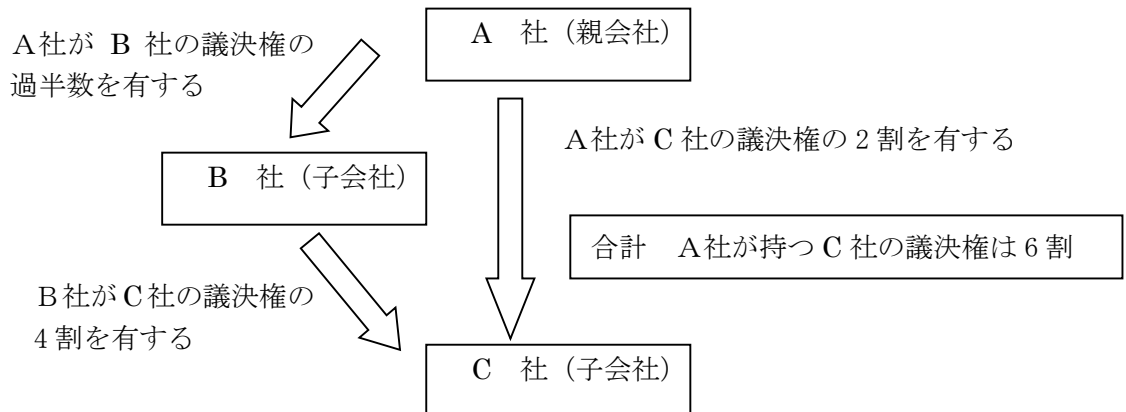 A 社（親会社）
A社が B 社の議決権の
過半数を有する
A社が C 社の議決権の 2 割を有する
B 社（子会社）
合計 A社が持つ C 社の議決権は 6 割
B社がC社の議決権の
4 割を有する
C 社（子会社）